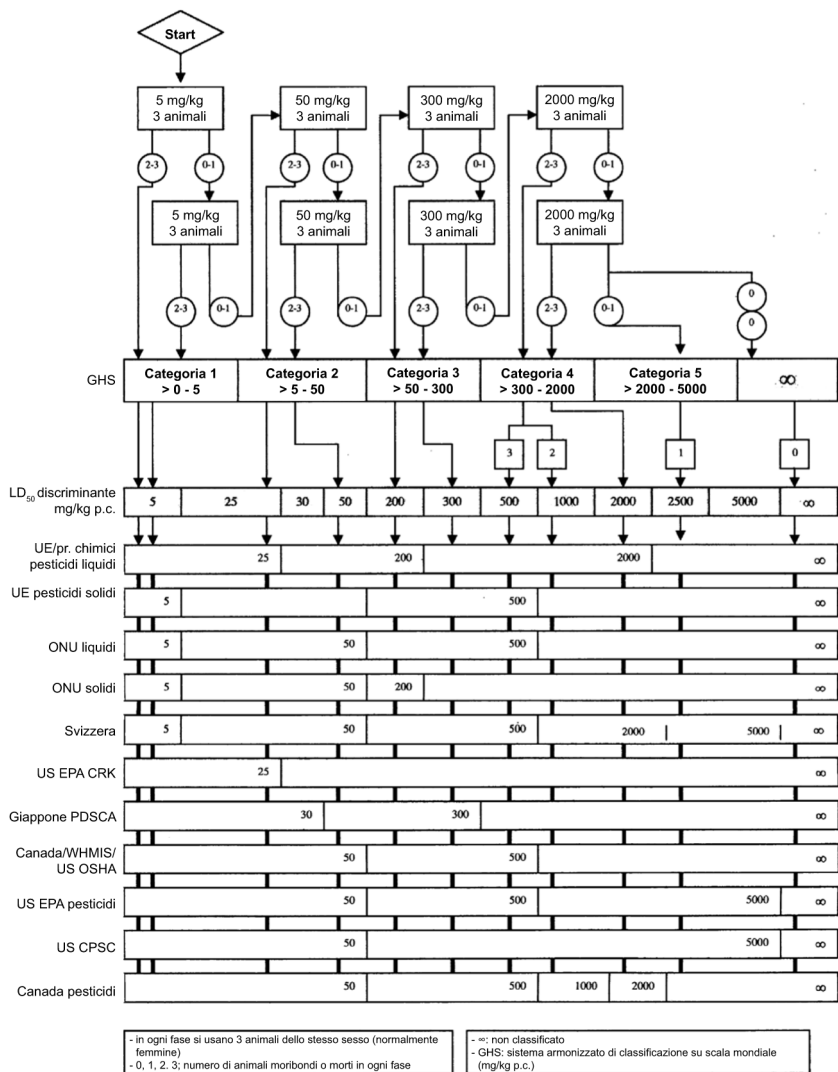 Start
5 mg/kg
3 animali
50 mg/kg
3 animali
300 mg/kg
3 animali
2000 mg/kg
3 animali
2-3
0-1
2-3
0-1
2-3
0-1
2-3
0-1
5 mg/kg
3 animali
50 mg/kg
3 animali
300 mg/kg
3 animali
2000 mg/kg
3 animali
2-3
0-1
2-3
0-1
2-3
0-1
2-3
0-1
0
0
GHS
Categoria 1
> 0 - 5
Categoria 2
> 5 - 50
Categoria 3
> 50 - 300
Categoria 4
> 300 - 2000
Categoria 5
> 2000 - 5000
∞
3
2
1
0
LD50 discriminante
mg/kg p.c.
5 25 30 50 200 300 500 1000 2000 2500 5000 ∞
UE/pr. chimici
pesticidi liquidi
25 200 2000 ∞
UE pesticidi solidi
5 500 ∞
ONU liquidi
5 50 500 ∞
ONU solidi
5 50 200 ∞
Svizzera
5 50 500 2000 5000 ∞
US EPA CRK
25 ∞
Giappone PDSCA
30 300 ∞
Canada/WHMIS/
US OSHA
50 500 ∞
US EPA pesticidi
50 500 5000 ∞
US CPSC
50 5000 ∞
Canada pesticidi
50 500 1000 2000 ∞
- in ogni fase si usano 3 animali dello stesso sesso (normalmente
femmine)
- 0, 1, 2. 3; numero di animali moribondi o morti in ogni fase
- ∞: non classificato
- GHS: sistema armonizzato di classificazione su scala mondiale
(mg/kg p.c.)